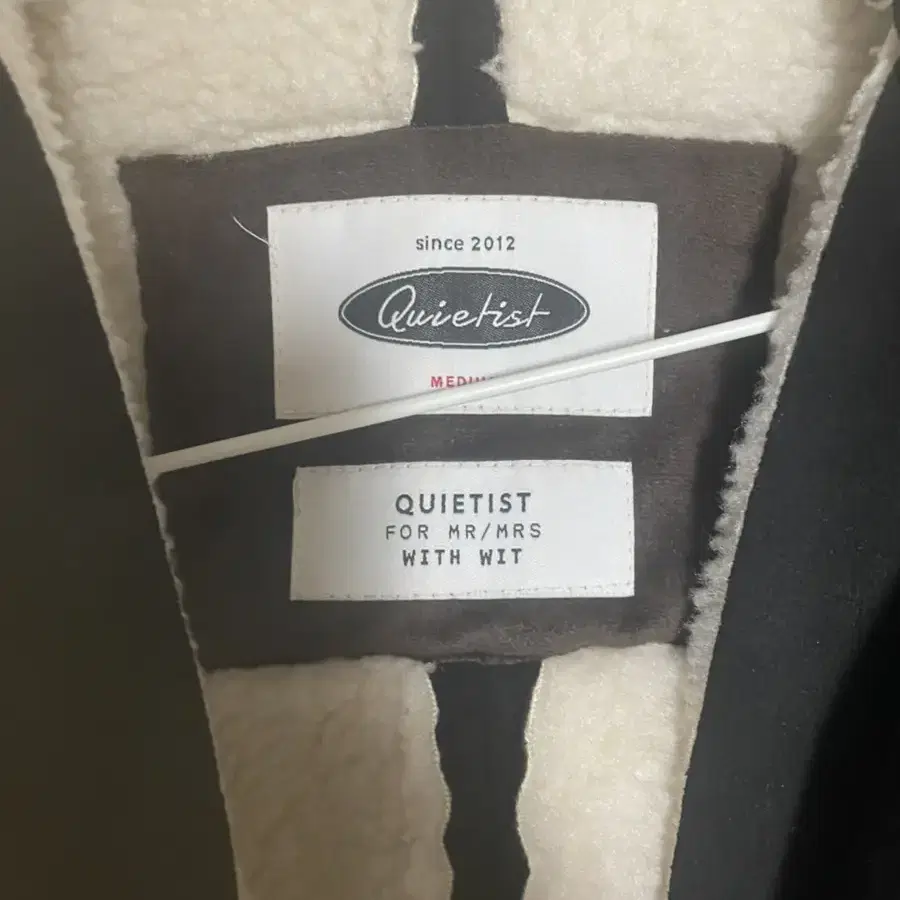 since 2012
Quietist
QUIETIST
FOR MR/MRS
WITH WIT